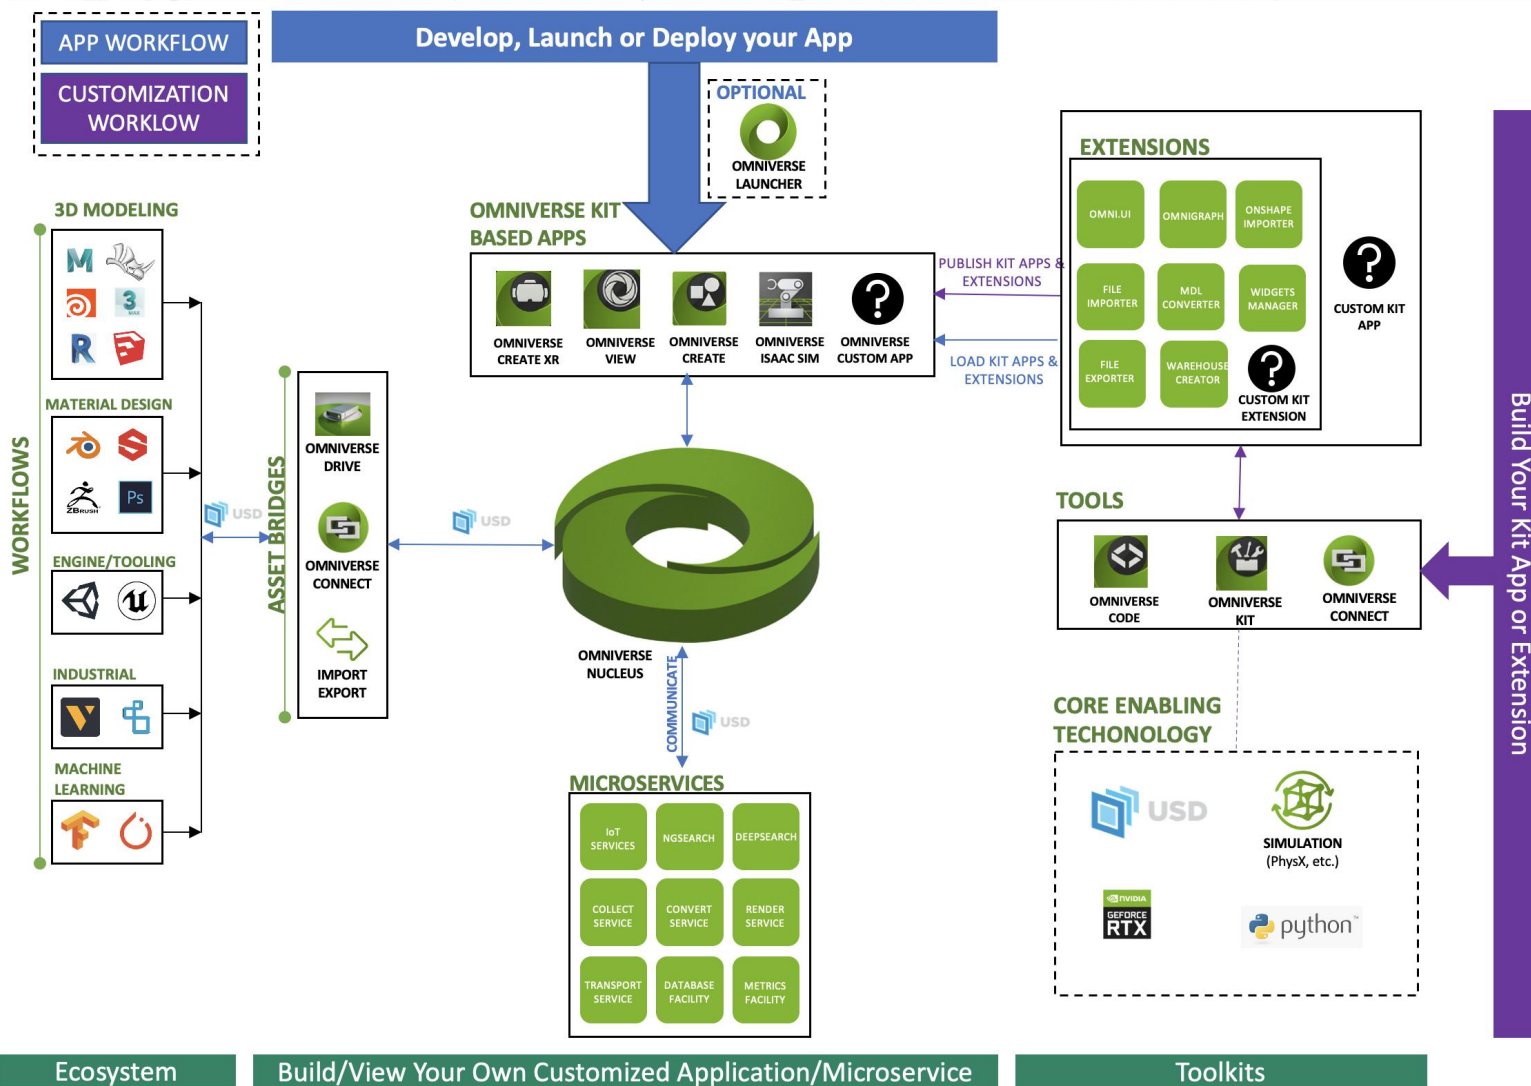 APP WORKFLOW
CUSTOMIZATION
WORKLOW
Develop, Launch or Deploy your App
OPTIONAL
OMNIVERSE
LAUNCHER
WORKFLOWS
3D MODELING
M
3
MAX
R
MATERIAL DESIGN
ZBRUSH
Ps
ENGINE/TOOLING
INDUSTRIAL
MACHINE
LEARNING
USD
ASSET BRIDGES
OMNIVERSE
DRIVE
OMNIVERSE
CONNECT
IMPORT
EXPORT
USD
OMNIVERSE KIT
BASED APPS
OMNIVERSE
CREATE XR
OMNIVERSE
VIEW
OMNIVERSE
CREATE
OMNIVERSE
ISAAC SIM
?
OMNIVERSE
CUSTOM APP
OMNIVERSE
NUCLEUS
COMMUNICATE
USD
MICROSERVICES
IoT
SERVICES
NGSEARCH
DEEPSEARCH
COLLECT
SERVICE
CONVERT
SERVICE
RENDER
SERVICE
TRANSPORT
SERVICE
DATABASE
FACILITY
METRICS
FACILITY
PUBLISH KIT APPS &
EXTENSIONS
LOAD KIT APPS &
EXTENSIONS
EXTENSIONS
OMNI.UI
OMNIGRAPH
ONSHAPE
IMPORTER
FILE
IMPORTER
MDL
CONVERTER
WIDGETS
MANAGER
FILE
EXPORTER
WAREHOUSE
CREATOR
?
CUSTOM KIT
EXTENSION
?
CUSTOM KIT
APP
TOOLS
OMNIVERSE
CODE
OMNIVERSE
KIT
OMNIVERSE
CONNECT
CORE ENABLING
TECHONOLOGY
USD
SIMULATION
(PhysX, etc.)
NVIDIA
GEFORCE
RTX
python™
Build Your Kit App or Extension
Ecosystem
Build/View Your Own Customized Application/Microservice
Toolkits